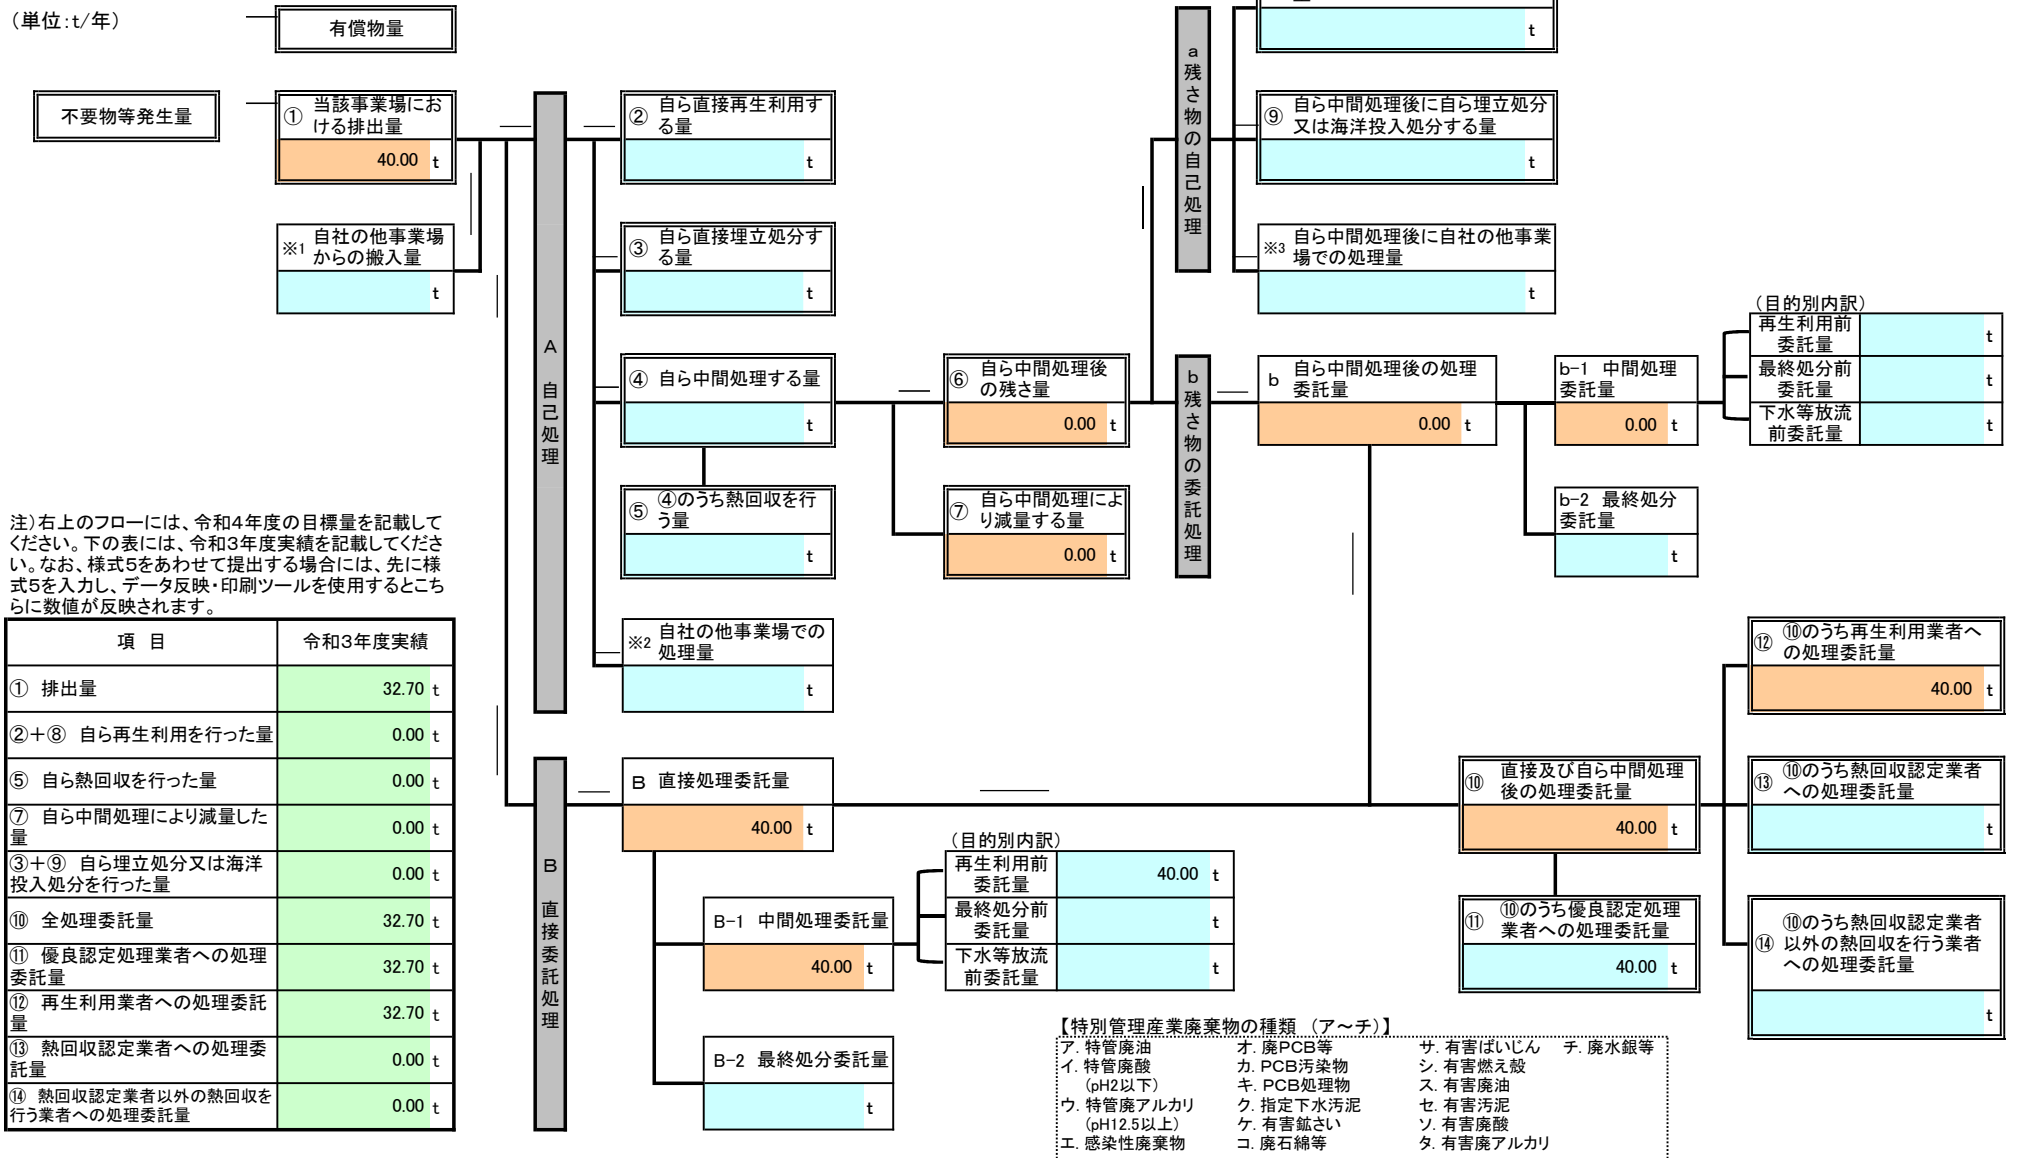 （単位：t/年）
有償物量
不要物等発生量
①
当該事業場にお
ける排出量
40.00 t
※1
自社の他事業場
からの搬入量
t
A 自己処理
②
自ら直接再生利用す
る量
t
③
自ら直接埋立処分す
る量
t
④ 自ら中間処理する量
t
⑤
④のうち熱回収を行
う量
t
※2
自社の他事業場での
処理量
t
⑥
自ら中間処理後
の残さ量
0.00 t
⑦
自ら中間処理によ
り減量する量
0.00 t
a 残さ物の自己処理
t
⑨
自ら中間処理後に自ら埋立処分
又は海洋投入処分する量
t
※3
自ら中間処理後に自社の他事業
場での処理量
t
b 残さ物の委託処理
b
自ら中間処理後の処理
委託量
0.00 t
b-1 中間処理
委託量
0.00 t
（目的別内訳）
再生利用前
委託量
t
最終処分前
委託量
t
下水等放流
前委託量
t
b-2 最終処分
委託量
t
注）右上のフローには、令和４年度の目標量を記載して
ください。下の表には、令和３年度実績を記載してくださ
い。なお、様式５をあわせて提出する場合には、先に様
式５を入力し、データ反映・印刷ツールを使用するとこち
らに数値が反映されます。
項 目 令和３年度実績
① 排出量 32.70 t
②＋⑧ 自ら再生利用を行った量 0.00 t
⑤ 自ら熱回収を行った量 0.00 t
⑦ 自ら中間処理により減量した
量 0.00 t
③＋⑨ 自ら埋立処分又は海洋
投入処分を行った量 0.00 t
⑩ 全処理委託量 32.70 t
⑪ 優良認定処理業者への処理
委託量 32.70 t
⑫ 再生利用業者への処理委託
量 32.70 t
⑬ 熱回収認定業者への処理委
託量 0.00 t
⑭ 熱回収認定業者以外の熱回収を
行う業者への処理委託量 0.00 t
B 直接委託処理
B 直接処理委託量
40.00 t
B-1 中間処理委託量
40.00 t
B-2 最終処分委託量
t
（目的別内訳）
再生利用前
委託量
40.00 t
最終処分前
委託量
t
下水等放流
前委託量
t
⑩
直接及び自ら中間処理
後の処理委託量
40.00 t
⑪
⑩のうち優良認定処理
業者への処理委託量
40.00 t
⑫
⑩のうち再生利用業者へ
の処理委託量
40.00 t
⑬
⑩のうち熱回収認定業者
への処理委託量
t
⑭
⑩のうち熱回収認定業者
以外の熱回収を行う業者
への処理委託量
t
【特別管理産業廃棄物の種類 （ア～チ）】
ア. 特管廃油 オ. 廃PCB等 サ. 有害ばいじん チ. 廃水銀等
イ. 特管廃酸 カ. PCB汚染物 シ. 有害燃え殻
（pH2以下） キ. PCB処理物 ス. 有害廃油
ウ. 特管廃アルカリ ク. 指定下水汚泥 セ. 有害汚泥
（pH12.5以上） ケ. 有害鉱さい ソ. 有害廃酸
エ. 感染性廃棄物 コ. 廃石綿等 タ. 有害廃アルカリ